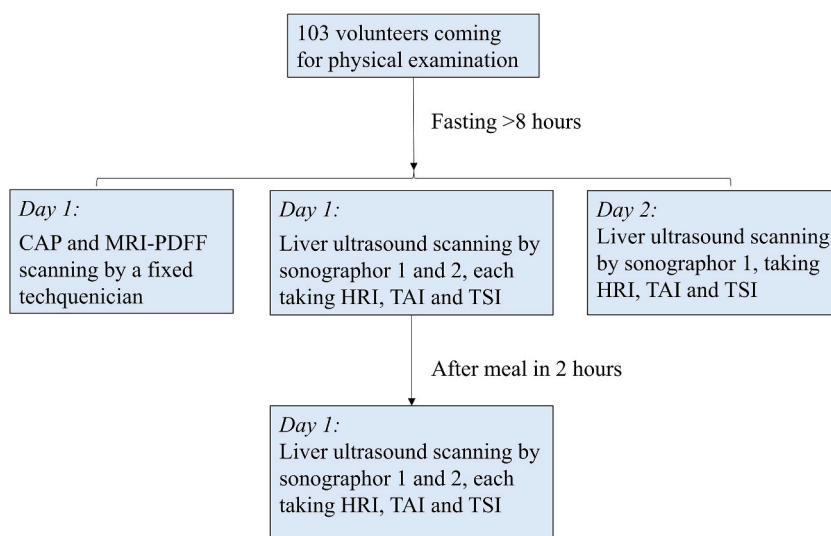 103 volunteers coming
for physical examination
Fasting >8 hours
Day 1:
CAP and MRI-PDFF
scanning by a fixed
techquenician
Day 1:
Liver ultrasound scanning by
sonographor 1 and 2, each
taking HRI, TAI and TSI
Day 2:
Liver ultrasound scanning
by sonographor 1, taking
HRI, TAI and TSI
After meal in 2 hours
Day 1:
Liver ultrasound scanning by
sonographor 1 and 2, each
taking HRI, TAI and TSI